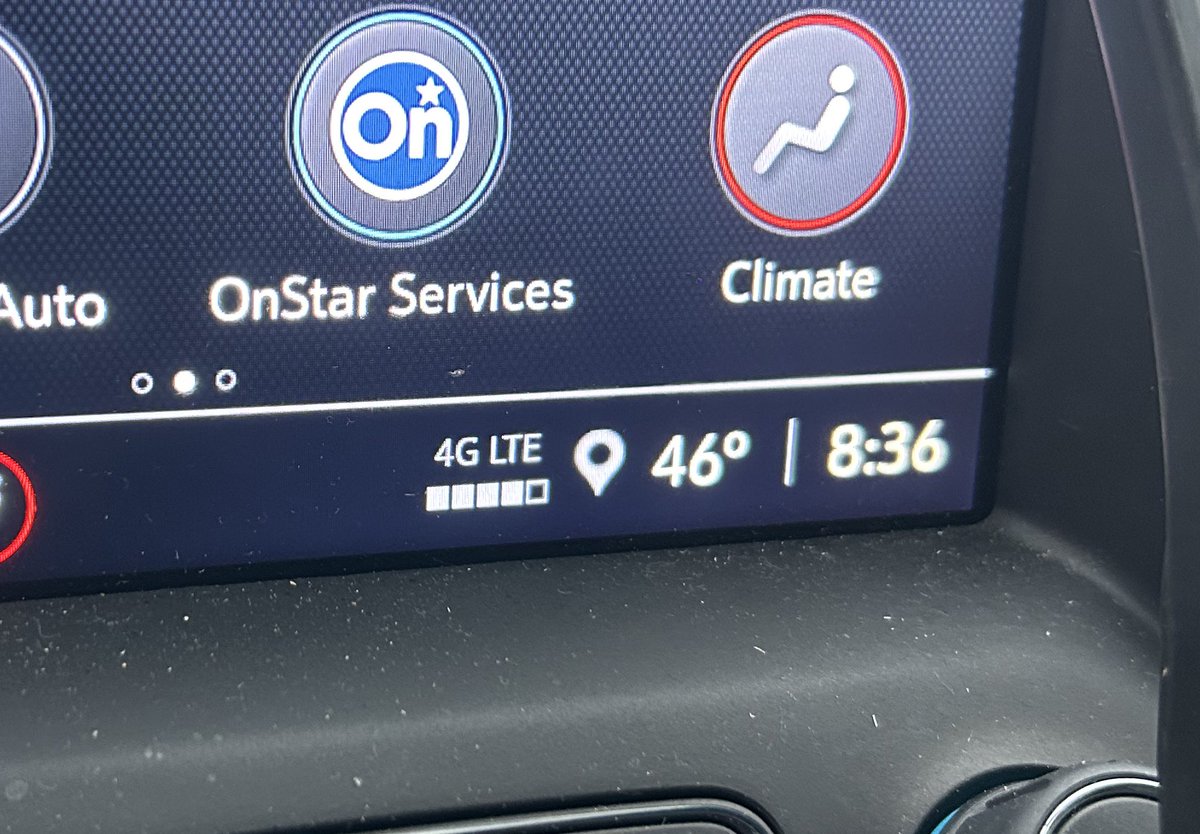 On
Auto
OnStar Services
Climate
4G LTE
46° | 8:36